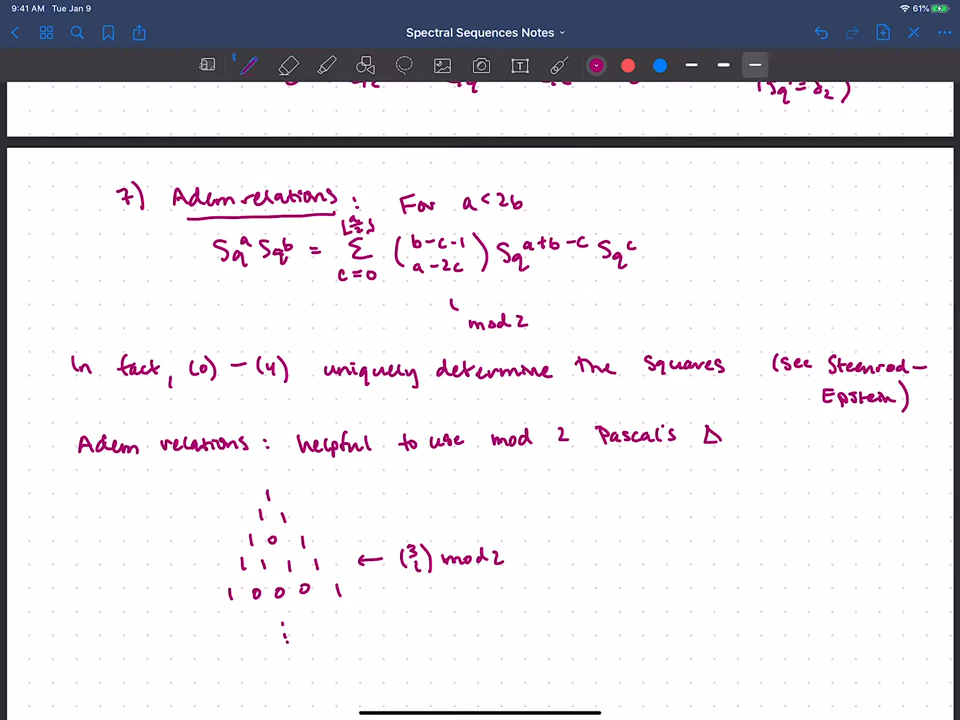 9:41 AM Tue Jan 9
61%
Spectral Sequences Notes
(Sq¹ = δ₂)
7) Adem relations : For a < 2b
Sq^a Sq^b = ∑_{c=0}^{⌊a/2⌋} (b-c-1 choose a-2c) Sq^{a+b-c} Sq^c
mod 2
In fact, (0) – (4) uniquely determine the squares (see Steenrod-
Epstein)
Adem relations : helpful to use mod 2 Pascal's Δ
1
1 1
1 0 1
1 1 1 1 ← (3 choose i) mod 2
1 0 0 0 1
⋮